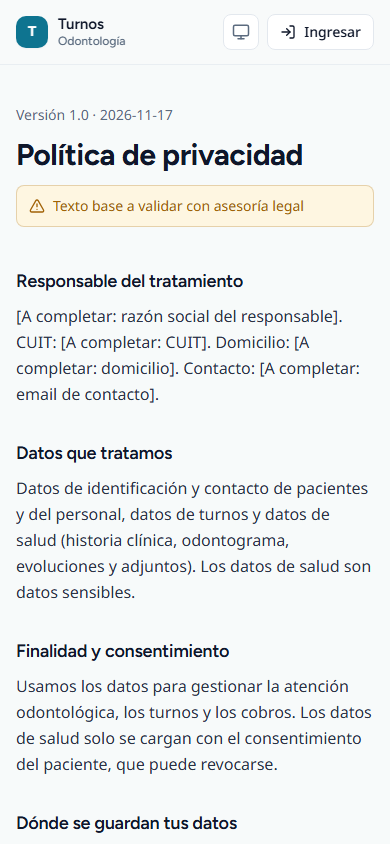 T
Turnos
Odontología
Ingresar
Versión 1.0 · 2026-11-17
Política de privacidad
Texto base a validar con asesoría legal
Responsable del tratamiento
[A completar: razón social del responsable].
CUIT: [A completar: CUIT]. Domicilio: [A
completar: domicilio]. Contacto: [A completar:
email de contacto].
Datos que tratamos
Datos de identificación y contacto de pacientes
y del personal, datos de turnos y datos de
salud (historia clínica, odontograma,
evoluciones y adjuntos). Los datos de salud son
datos sensibles.
Finalidad y consentimiento
Usamos los datos para gestionar la atención
odontológica, los turnos y los cobros. Los datos
de salud solo se cargan con el consentimiento
del paciente, que puede revocarse.
Dónde se guardan tus datos